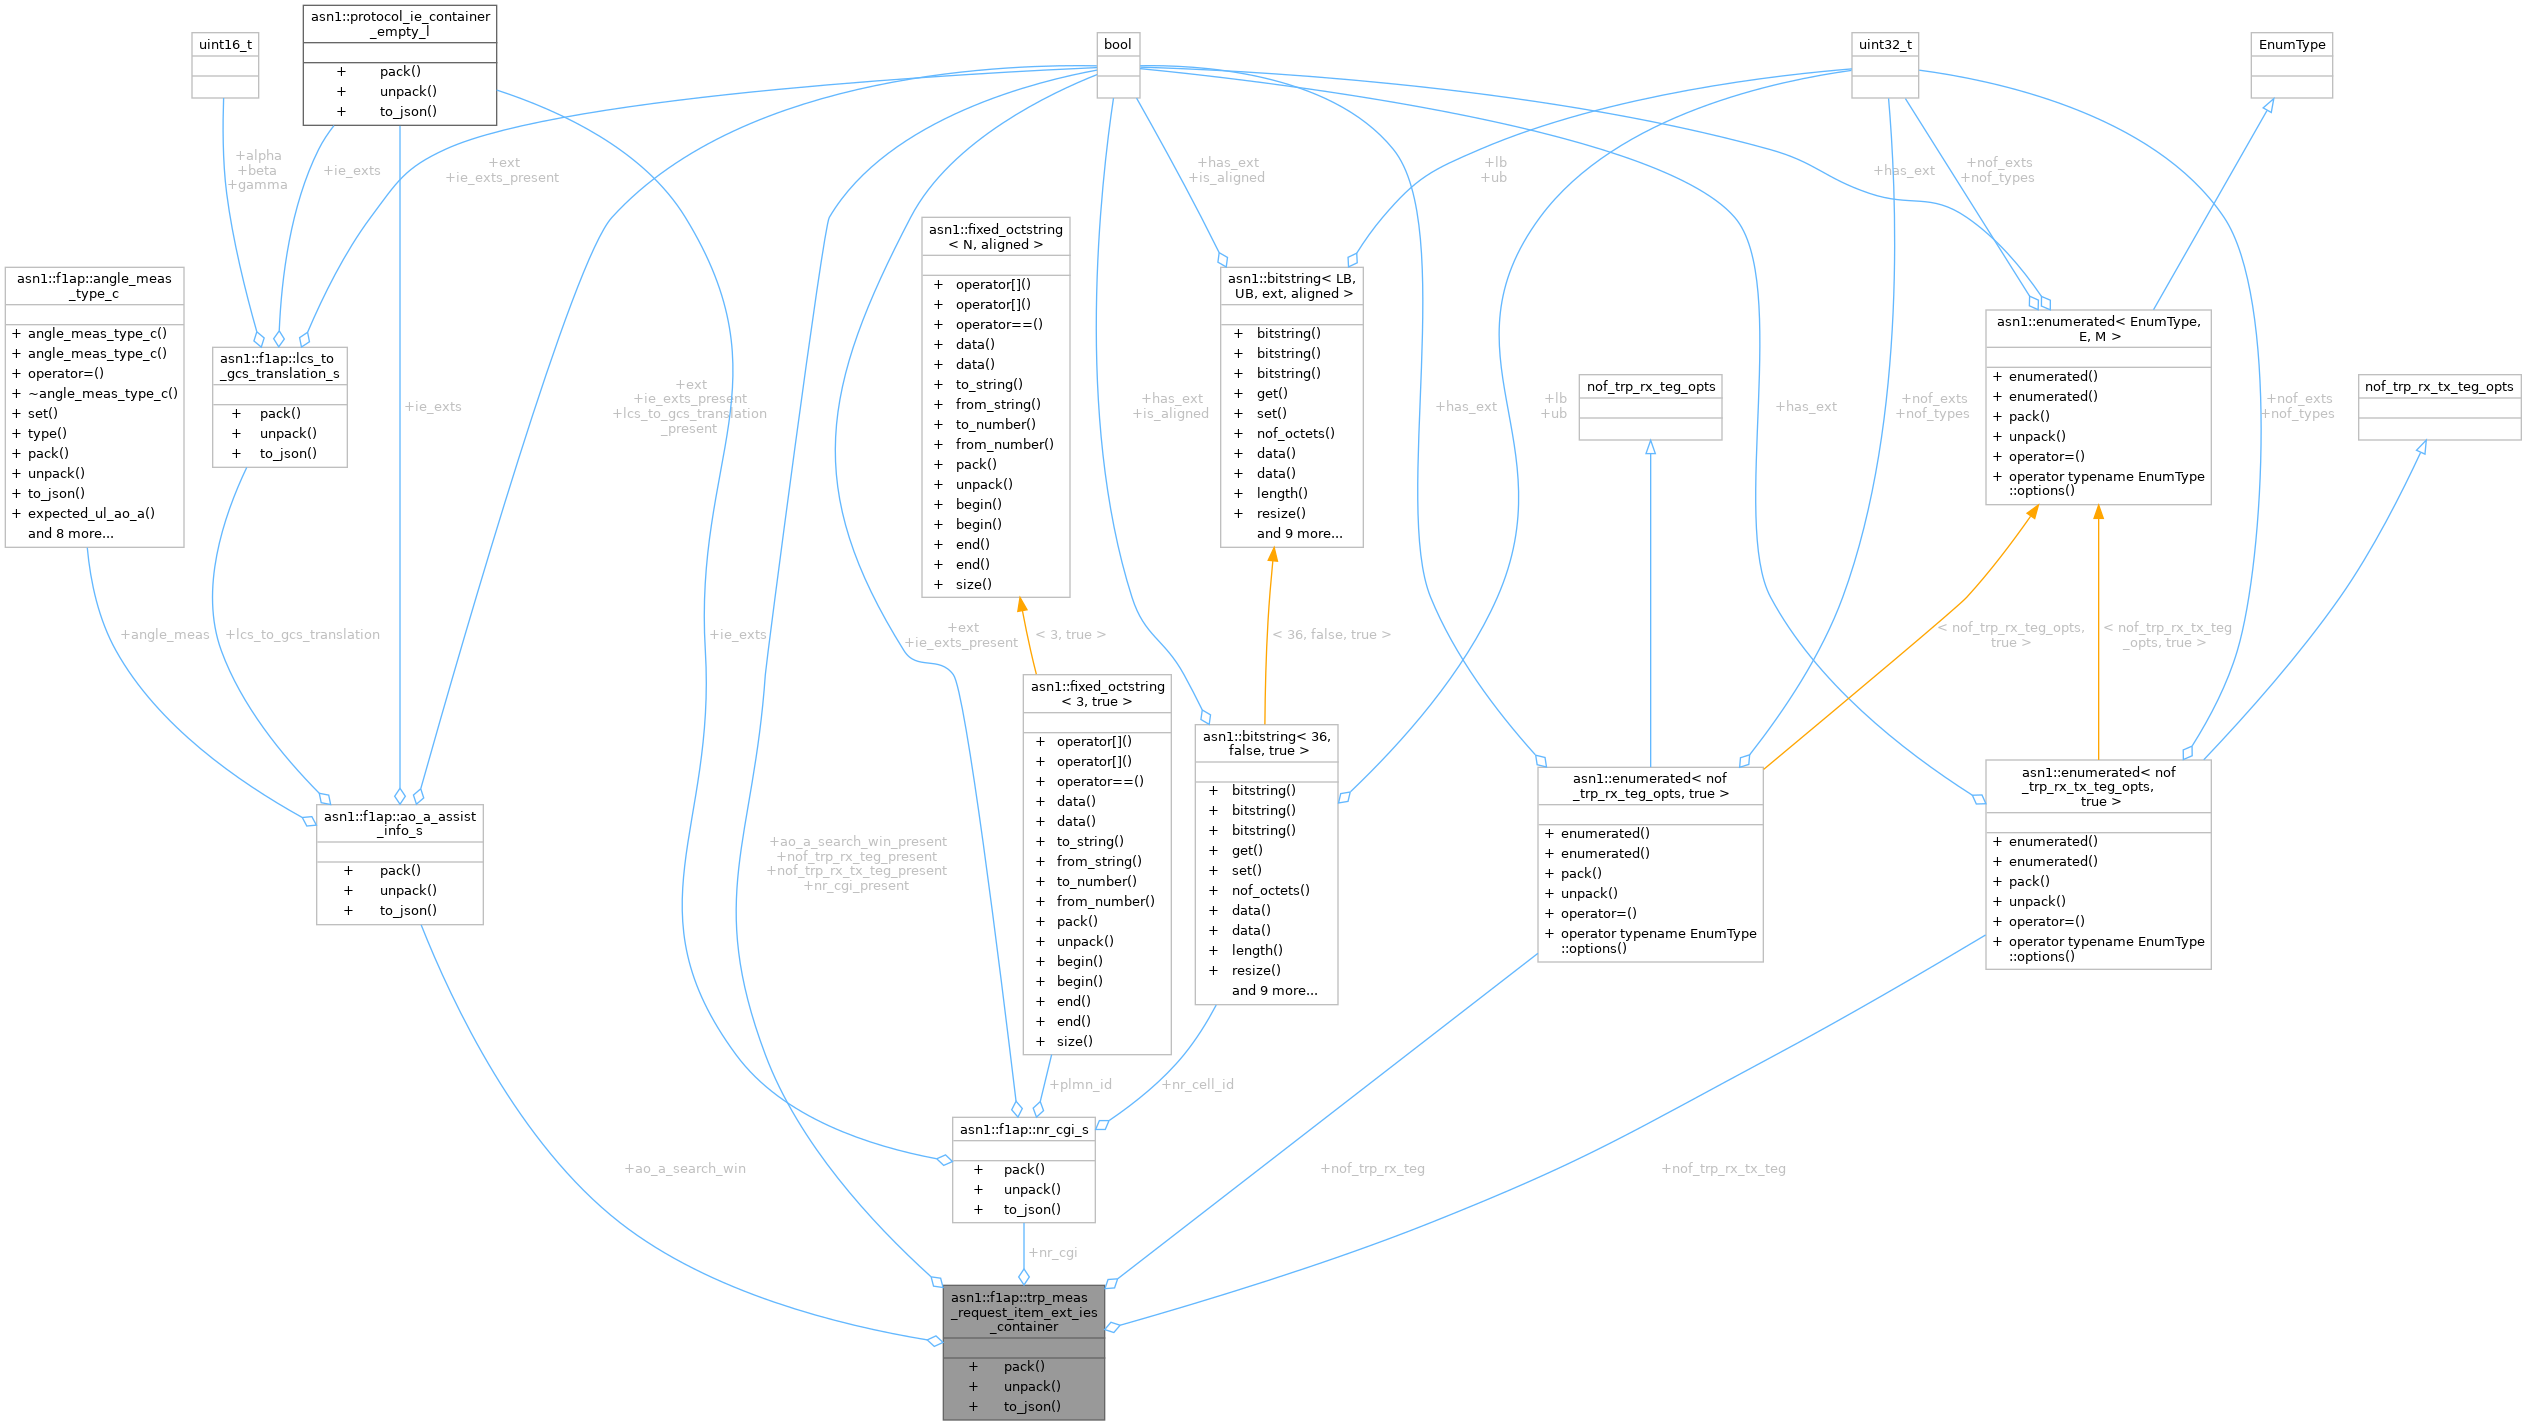 asn1::protocol_ie_container
_empty_l
+ pack()
+ unpack()
+ to_json()
uint16_t
bool
uint32_t
EnumType
+alpha
+beta
+gamma
+ie_exts
+ext
+ie_exts_present
+has_ext
+is_aligned
+lb
+ub
+has_ext
+nof_exts
+nof_types
asn1::fixed_octstring
< N, aligned >
+ operator[]()
+ operator[]()
+ operator==()
+ data()
+ data()
+ to_string()
+ from_string()
+ to_number()
+ from_number()
+ pack()
+ unpack()
+ begin()
+ begin()
+ end()
+ end()
+ size()
asn1::f1ap::angle_meas
_type_c
+ angle_meas_type_c()
+ angle_meas_type_c()
+ operator=()
+ ~angle_meas_type_c()
+ set()
+ type()
+ pack()
+ unpack()
+ to_json()
+ expected_ul_ao_a()
and 8 more...
asn1::bitstring< LB,
UB, ext, aligned >
+ bitstring()
+ bitstring()
+ bitstring()
+ get()
+ set()
+ nof_octets()
+ data()
+ data()
+ length()
+ resize()
and 9 more...
asn1::enumerated< EnumType,
E, M >
+ enumerated()
+ enumerated()
+ pack()
+ unpack()
+ operator=()
+ operator typename EnumType
::options()
asn1::f1ap::lcs_to
_gcs_translation_s
+ pack()
+ unpack()
+ to_json()
nof_trp_rx_teg_opts
nof_trp_rx_tx_teg_opts
+ie_exts
+ext
+ie_exts_present
+lcs_to_gcs_translation
_present
+has_ext
+is_aligned
+has_ext
+lb
+ub
+has_ext
+nof_exts
+nof_types
+nof_exts
+nof_types
+angle_meas
+lcs_to_gcs_translation
+ie_exts
+ext
+ie_exts_present
< 3, true >
< 36, false, true >
< nof_trp_rx_teg_opts,
true >
< nof_trp_rx_tx_teg
_opts, true >
asn1::fixed_octstring
< 3, true >
+ operator[]()
+ operator[]()
+ operator==()
+ data()
+ data()
+ to_string()
+ from_string()
+ to_number()
+ from_number()
+ pack()
+ unpack()
+ begin()
+ begin()
+ end()
+ end()
+ size()
asn1::bitstring< 36,
false, true >
+ bitstring()
+ bitstring()
+ bitstring()
+ get()
+ set()
+ nof_octets()
+ data()
+ data()
+ length()
+ resize()
and 9 more...
asn1::enumerated< nof
_trp_rx_teg_opts, true >
+ enumerated()
+ enumerated()
+ pack()
+ unpack()
+ operator=()
+ operator typename EnumType
::options()
asn1::enumerated< nof
_trp_rx_tx_teg_opts,
true >
+ enumerated()
+ enumerated()
+ pack()
+ unpack()
+ operator=()
+ operator typename EnumType
::options()
asn1::f1ap::ao_a_assist
_info_s
+ pack()
+ unpack()
+ to_json()
+ao_a_search_win_present
+nof_trp_rx_teg_present
+nof_trp_rx_tx_teg_present
+nr_cgi_present
+plmn_id
+nr_cell_id
asn1::f1ap::nr_cgi_s
+ pack()
+ unpack()
+ to_json()
+ao_a_search_win
+nof_trp_rx_teg
+nof_trp_rx_tx_teg
+nr_cgi
asn1::f1ap::trp_meas
_request_item_ext_ies
_container
+ pack()
+ unpack()
+ to_json()